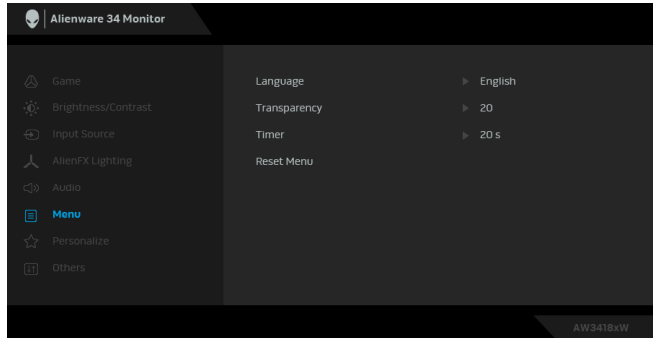 Alienware 34 Monitor
Game
Language English
Brightness/Contrast
Transparency 20
Input Source
Timer 20 s
AlienFX Lighting
Reset Menu
Audio
Menu
Personalize
Others
AW3418xW